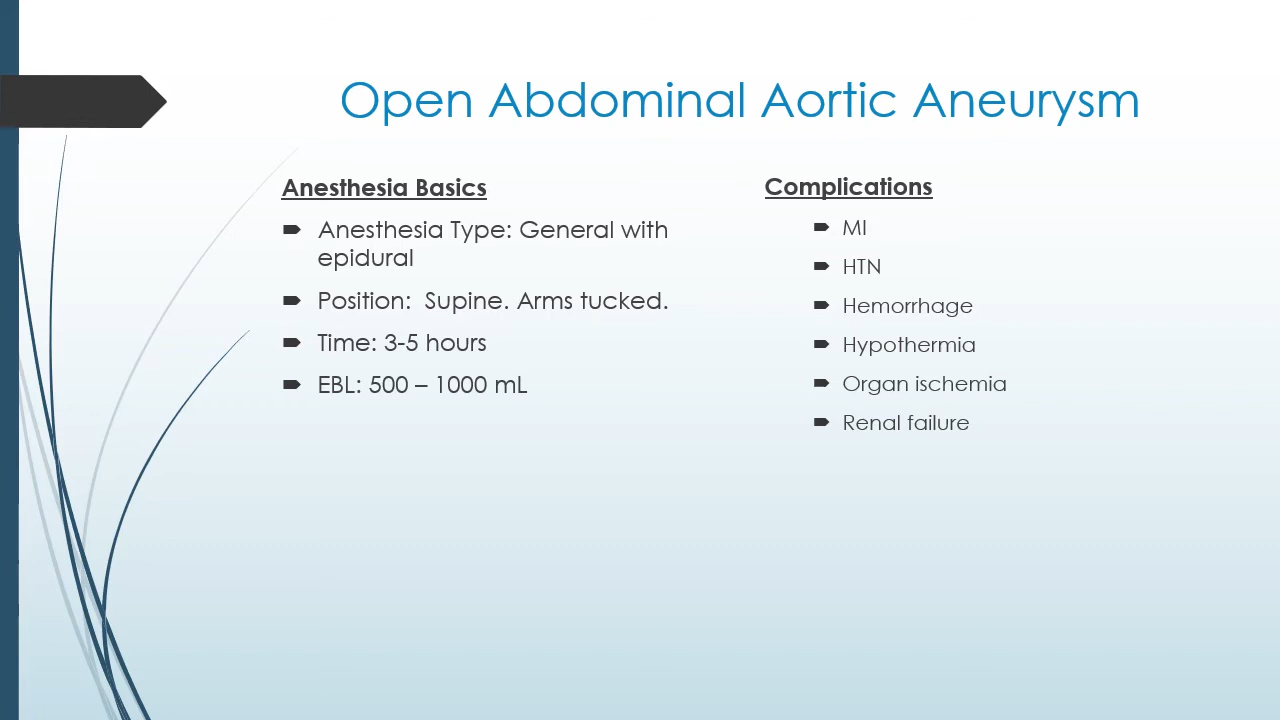 Open Abdominal Aortic Aneurysm
Anesthesia Basics
Anesthesia Type: General with
epidural
Position:  Supine. Arms tucked.
Time: 3-5 hours
EBL: 500 – 1000 mL
Complications
MI
HTN
Hemorrhage
Hypothermia
Organ ischemia
Renal failure